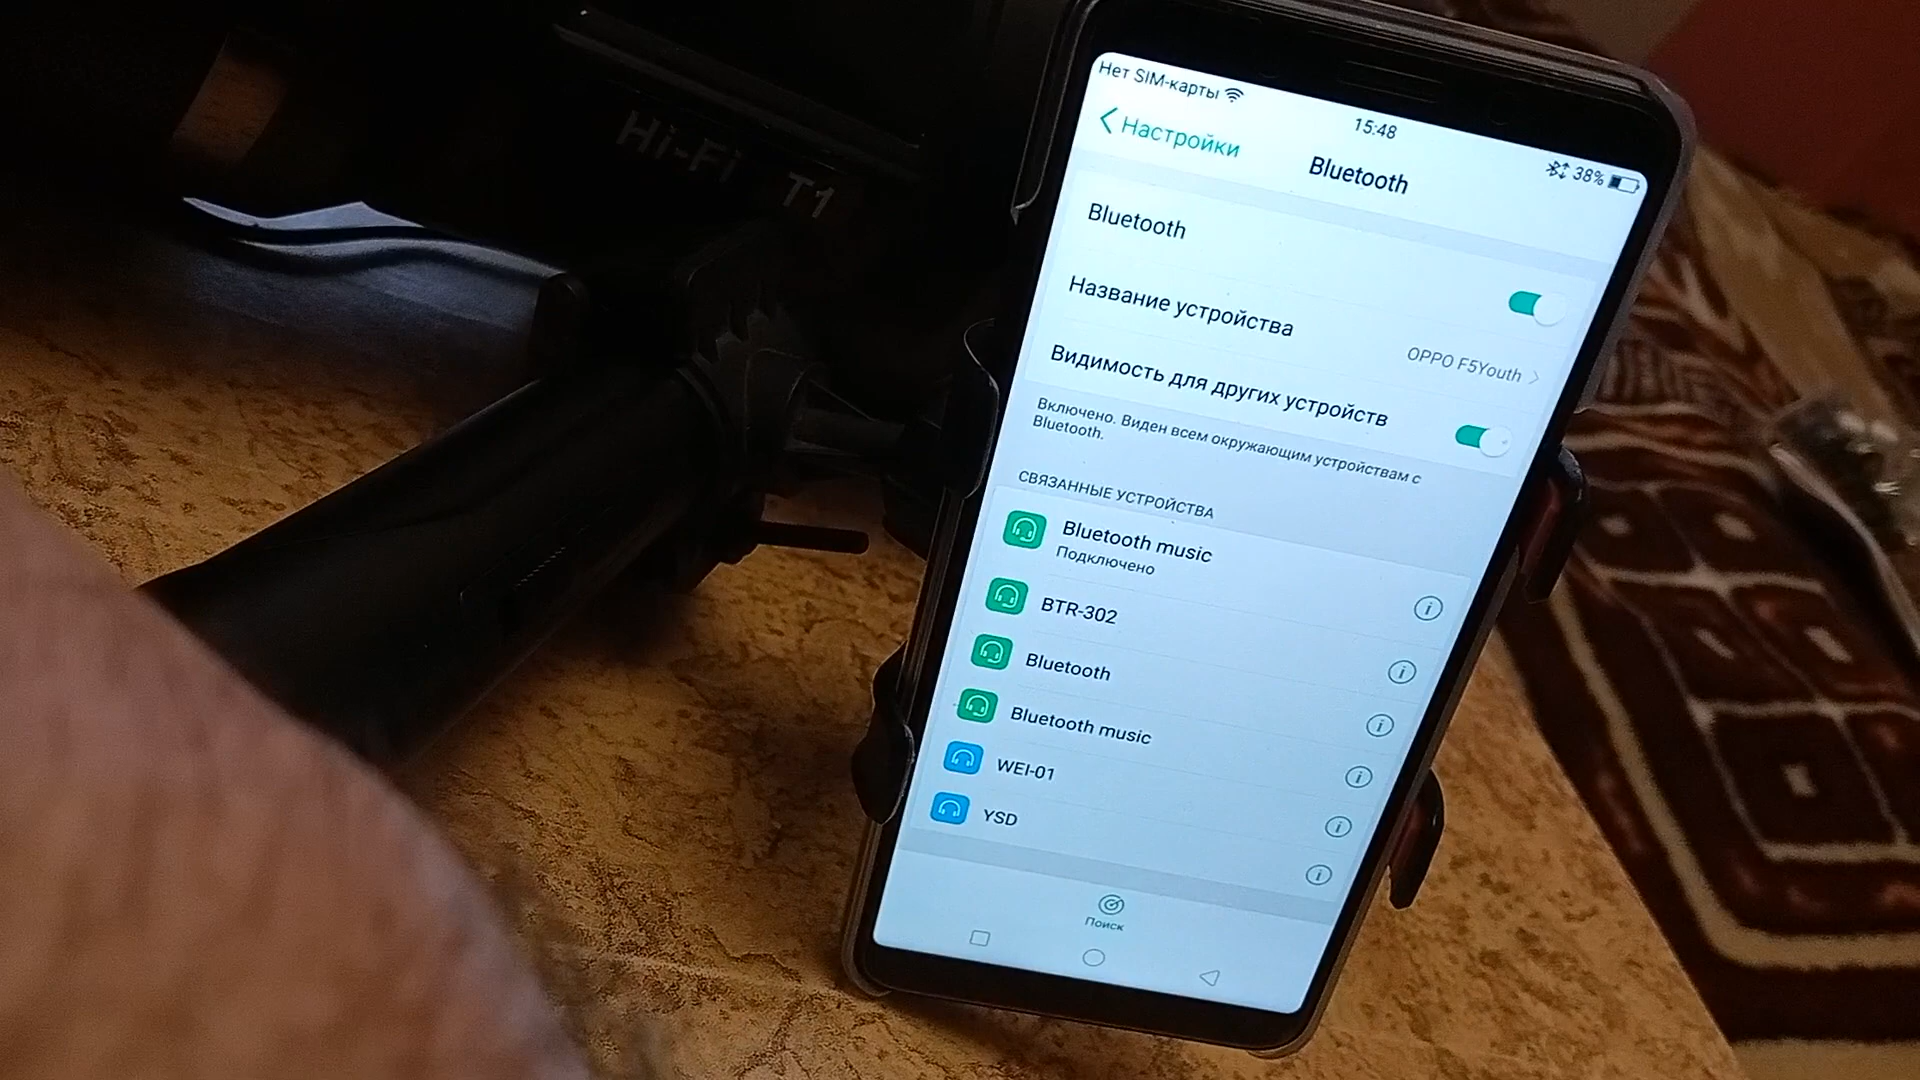 Hi-Fi T1
Нет SIM-карты
15:48
38%
Настройки
Bluetooth
Bluetooth
Название устройства
OPPO F5Youth
Видимость для других устройств
Включено. Виден всем окружающим устройствам с
Bluetooth.
СВЯЗАННЫЕ УСТРОЙСТВА
Bluetooth music
Подключено
BTR-302
Bluetooth
Bluetooth music
WEI-01
YSD
Поиск